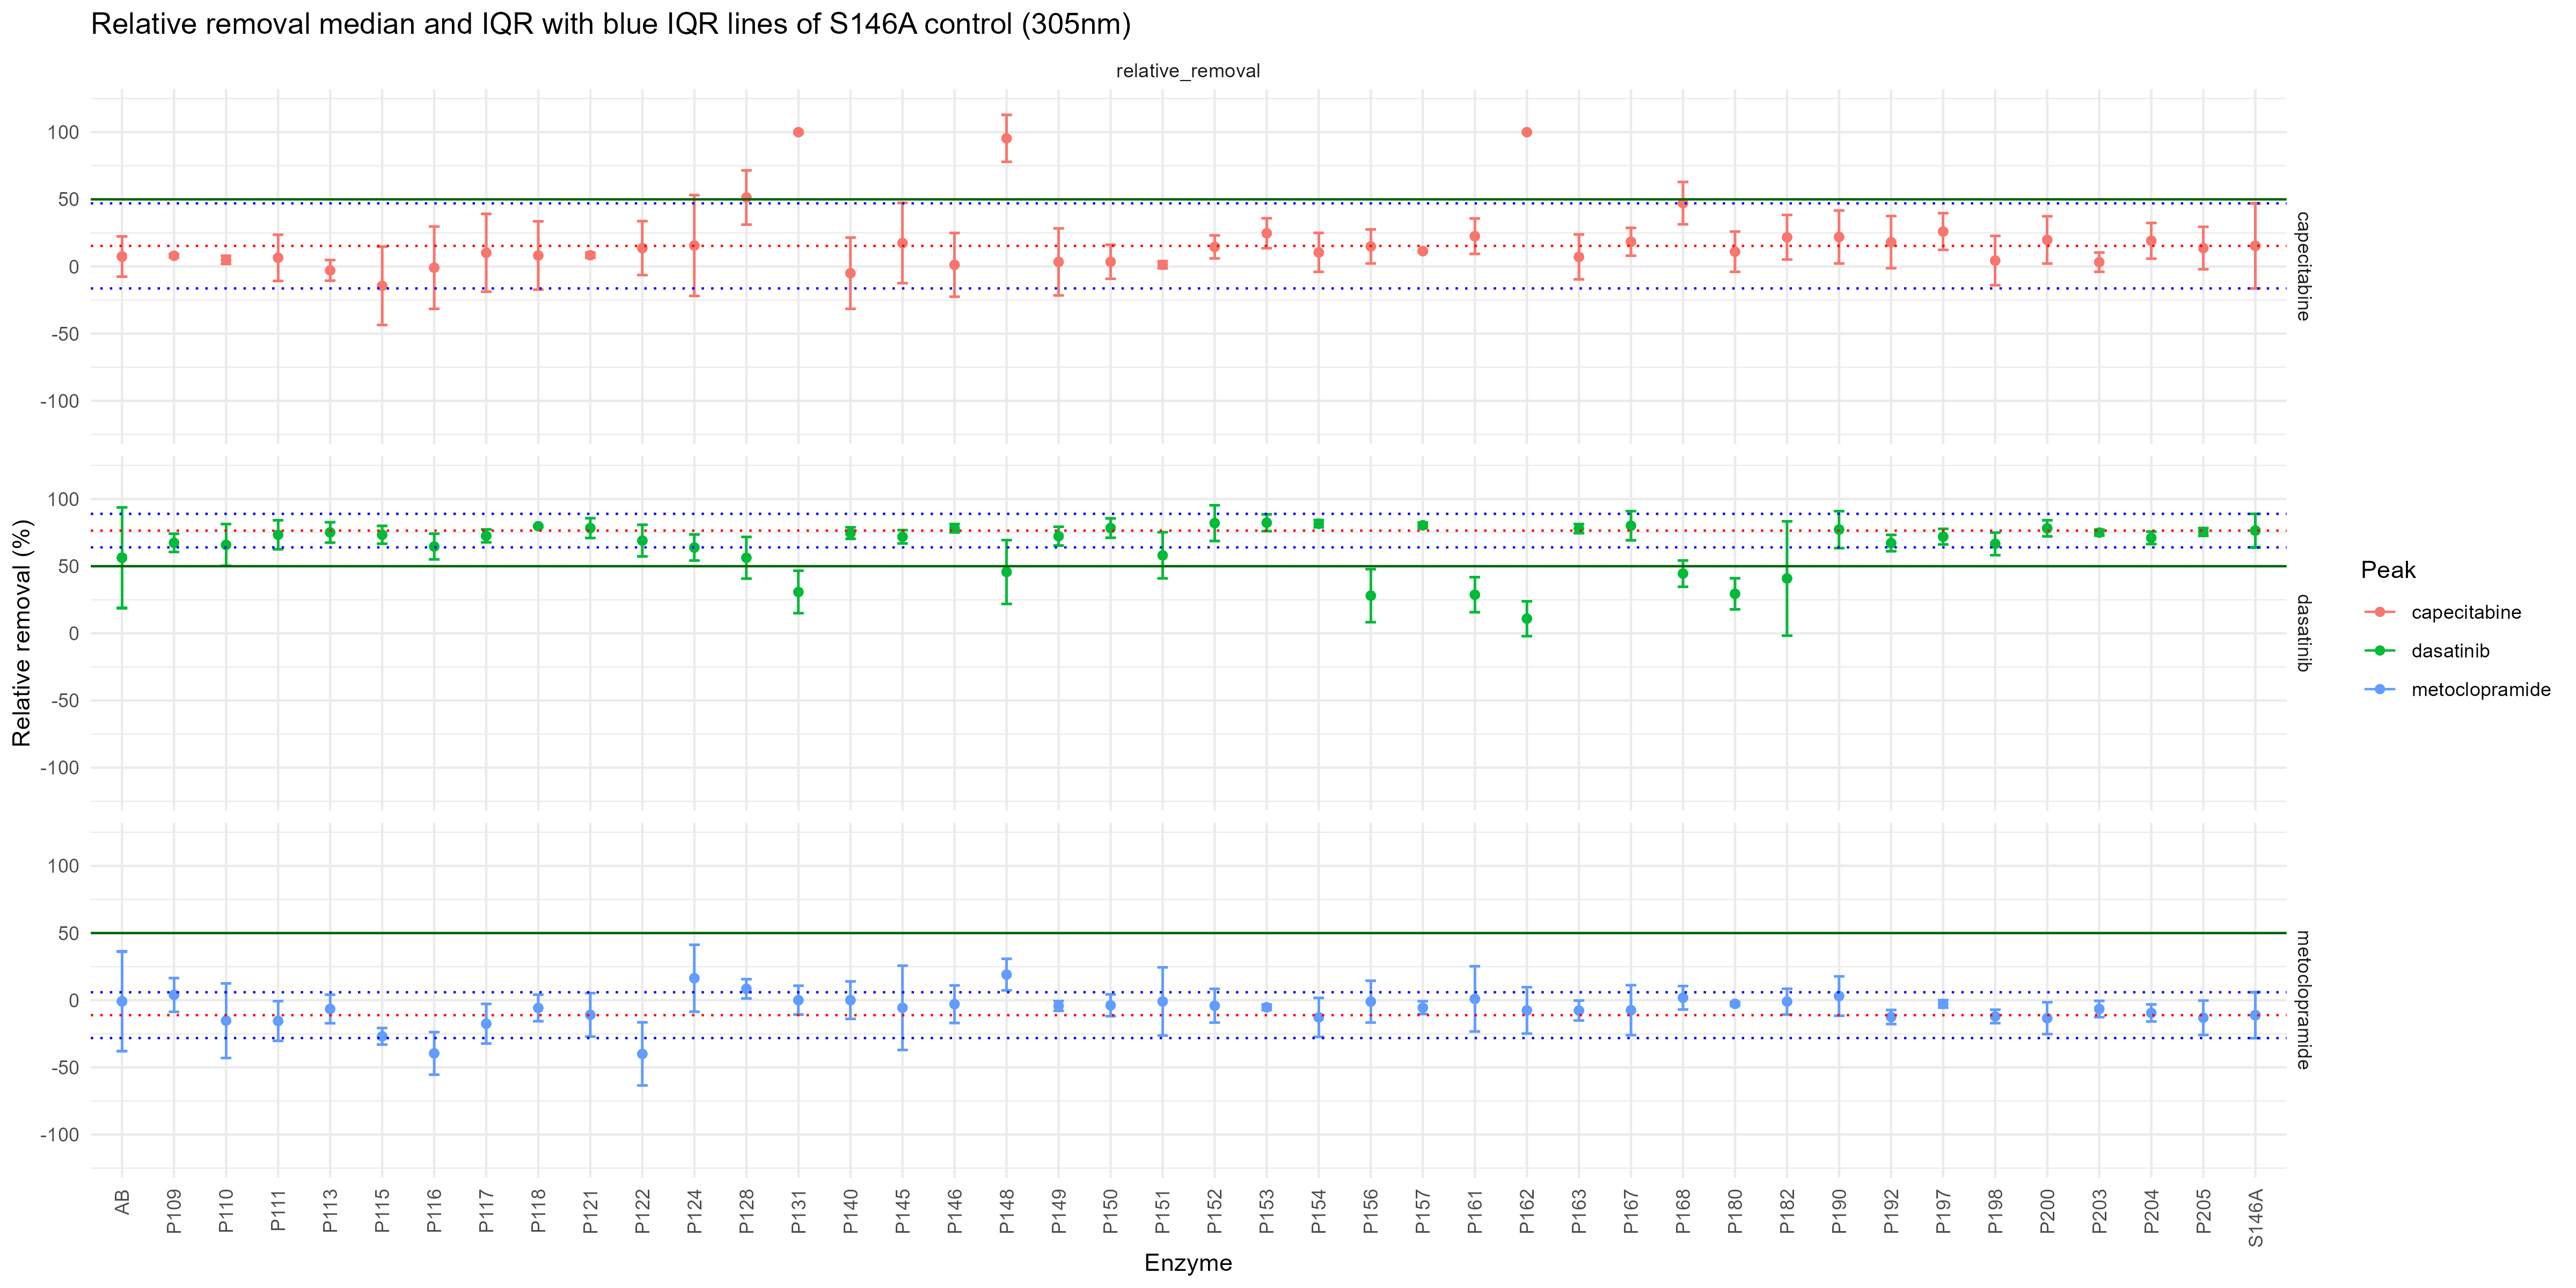 Relative removal median and IQR with blue IQR lines of S146A control (305nm)
relative_removal
100
50
0
-50
-100
capecitabine
100
50
0
-50
-100
dasatinib
100
50
0
-50
-100
metoclopramide
Relative removal (%)
AB P109 P110 P111 P113 P115 P116 P117 P118 P121 P122 P124 P128 P131 P140 P145 P146 P148 P149 P150 P151 P152 P153 P154 P156 P157 P161 P162 P163 P167 P168 P180 P182 P190 P192 P197 P198 P200 P203 P204 P205 S146A
Enzyme
Peak
capecitabine
dasatinib
metoclopramide